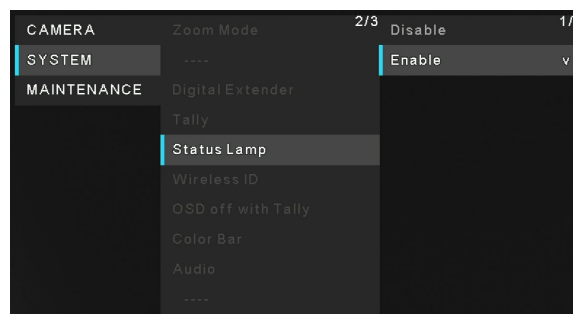 CAMERA
SYSTEM
MAINTENANCE
2/3
Zoom Mode
----
Digital Extender
Tally
Status Lamp
Wireless ID
OSD off with Tally
Color Bar
Audio
----
1/
Disable
Enable v